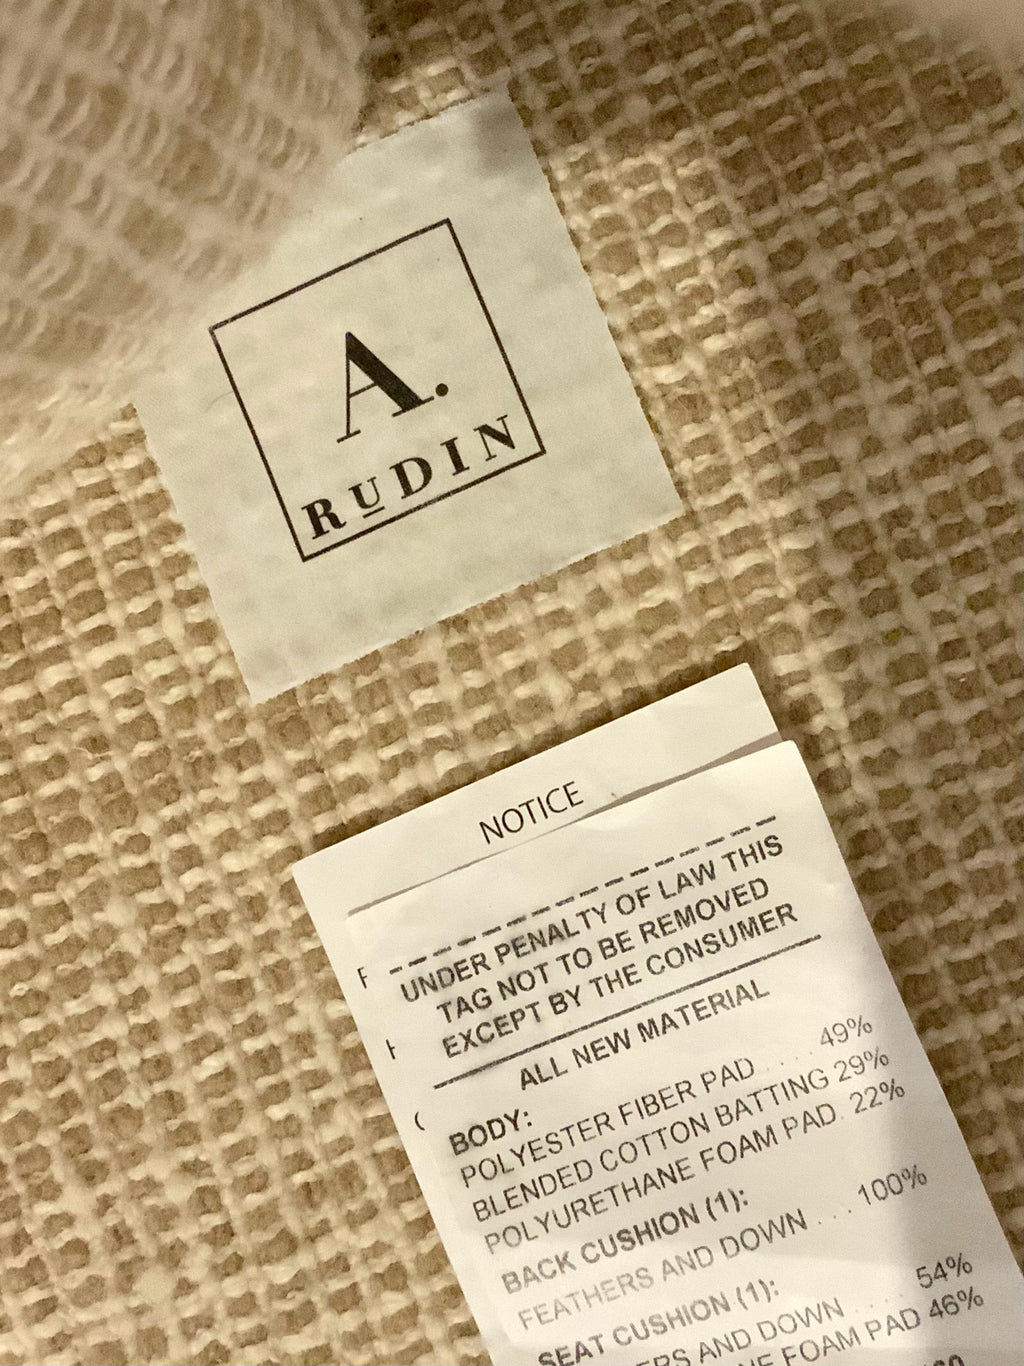 A.
RUDIN
NOTICE
UNDER PENALTY OF LAW THIS
TAG NOT TO BE REMOVED
EXCEPT BY THE CONSUMER
ALL NEW MATERIAL
BODY:
POLYESTER FIBER PAD .... 49%
BLENDED COTTON BATTING 29%
POLYURETHANE FOAM PAD. 22%
BACK CUSHION (1):
FEATHERS AND DOWN .... 100%
SEAT CUSHION (1):
AND DOWN .... 54%
FOAM PAD 46%